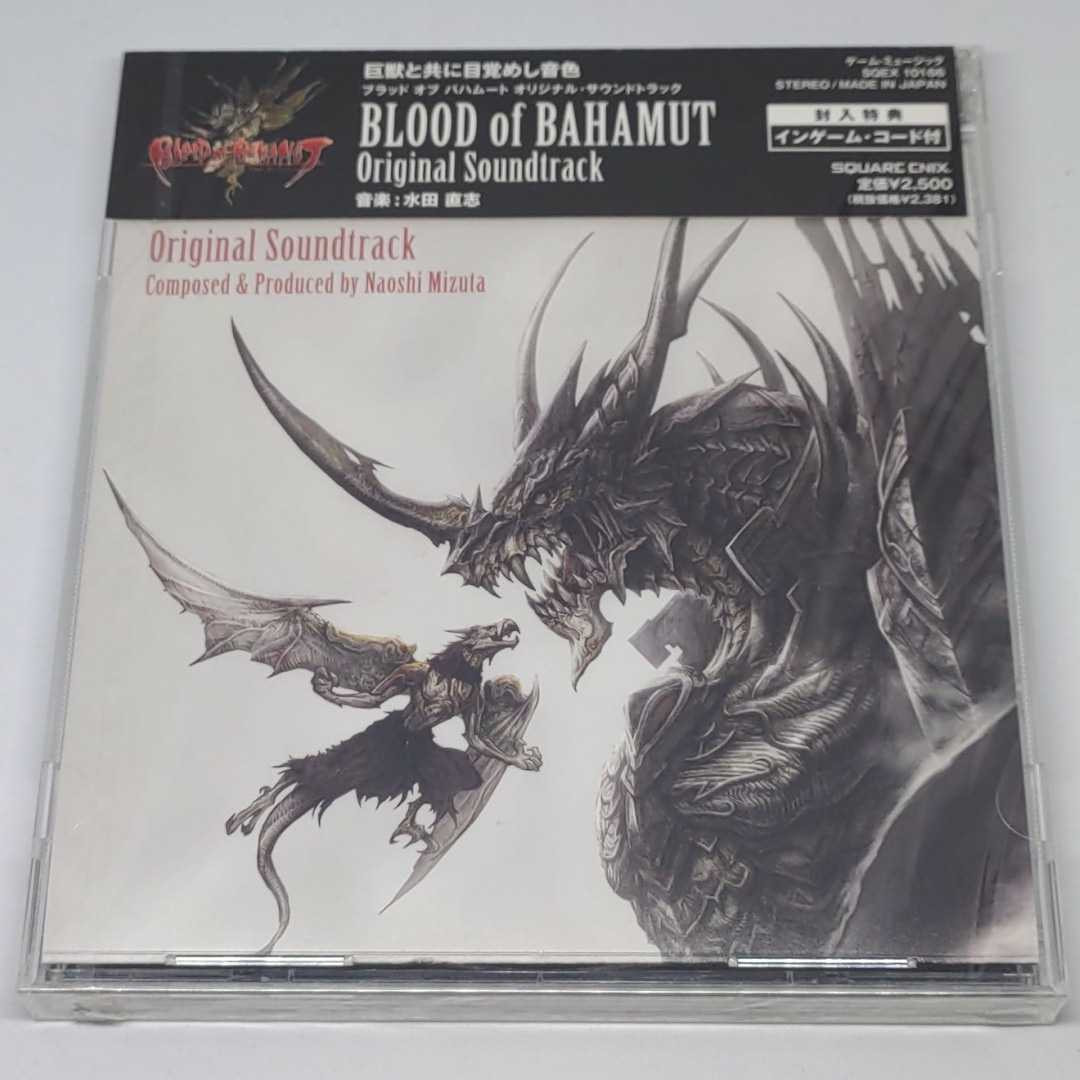 BLOOD OF BAHAMUT
巨獣と共に目覚めし音色
ブラッド オブ バハムート オリジナル・サウンドトラック
BLOOD of BAHAMUT
Original Soundtrack
音楽:水田 直志
ゲーム・ミュージック
SQEX 10166
STEREO/MADE IN JAPAN
封入特典
インゲーム・コード付
SQUARE ENIX.
定価¥2,500
(税抜価格¥2,381)
Original Soundtrack
Composed & Produced by Naoshi Mizuta